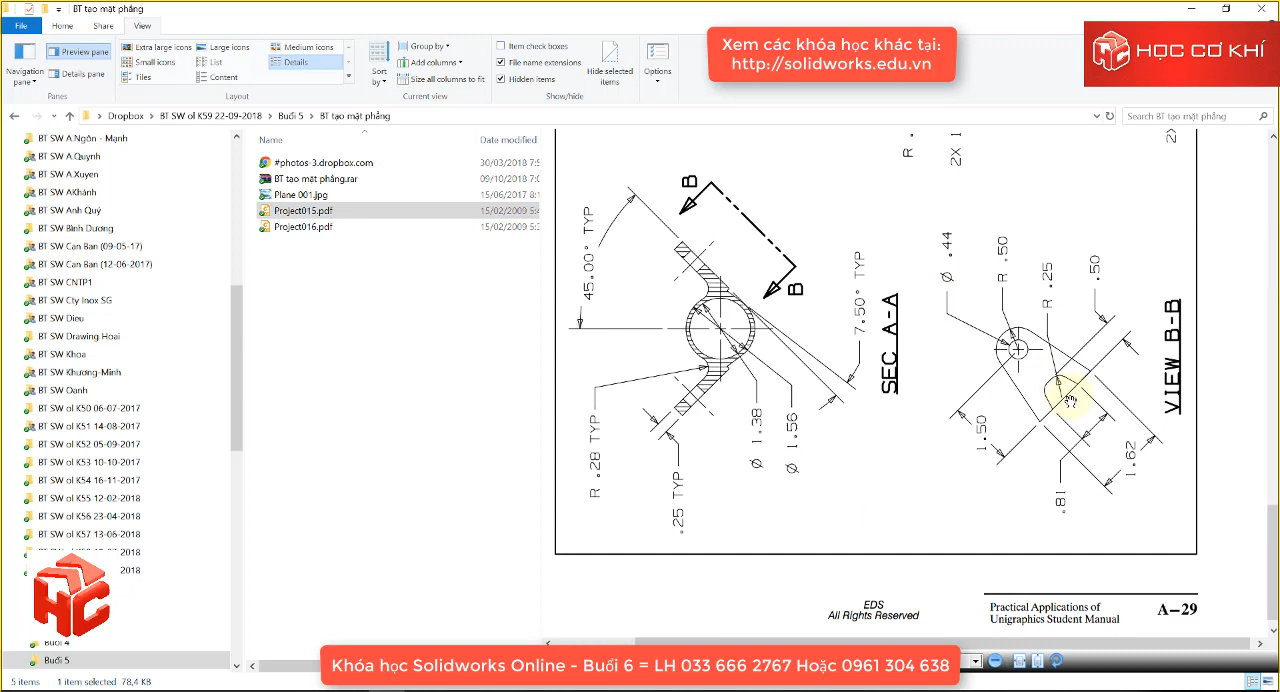 BT tạo mặt phẳng
File Home Share View
Navigation pane
Preview pane
Details pane
Panes
Extra large icons Large icons Medium icons
Small icons List Details
Tiles Content
Layout
Sort by
Group by
Add columns
Size all columns to fit
Current view
Item check boxes
File name extensions
Hidden items
Hide selected items
Show/hide
Options
Xem các khóa học khác tại:
http://solidworks.edu.vn
HỌC CƠ KHÍ
Dropbox BT SW ol K59 22-09-2018 Buổi 5 BT tạo mặt phẳng
Search BT tạo mặt phẳng
BT SW A.Ngôn - Mạnh
BT SW A.Quynh
BT SW A.Xuyen
BT SW AKhánh
BT SW Anh Quý
BT SW Bình Dương
BT SW Can Ban (09-05-17)
BT SW Can Ban (12-06-2017)
BT SW CNTP1
BT SW Cty Inox SG
BT SW Dieu
BT SW Drawing Hoai
BT SW Khoa
BT SW Khương-Minh
BT SW Oanh
BT SW ol K50 06-07-2017
BT SW ol K51 14-08-2017
BT SW ol K52 05-09-2017
BT SW ol K53 10-10-2017
BT SW ol K54 16-11-2017
BT SW ol K55 12-02-2018
BT SW ol K56 23-04-2018
BT SW ol K57 13-06-2018
2018
2018
HC
Buổi 4
Buổi 5
Name Date modified
#photos-3.dropbox.com 30/03/2018 7:5
BT tạo mặt phẳng.rar 09/10/2018 7:0
Plane 001.jpg 15/06/2017 8:1
Project015.pdf 15/02/2009 5:4
Project016.pdf 15/02/2009 5:3
R .
2X 1
2X
B
B
45.00° TYP
7.50° TYP
SEC A-A
R .28 TYP
.25 TYP
Ø 1.38
Ø 1.56
Ø .44
R .50
R .25
.50
1.50
.81
1.62
VIEW B-B
EDS
All Rights Reserved
Practical Applications of
Unigraphics Student Manual
A–29
Khóa học Solidworks Online - Buổi 6 = LH 033 666 2767 Hoặc 0961 304 638
5 items 1 item selected 78,4 KB